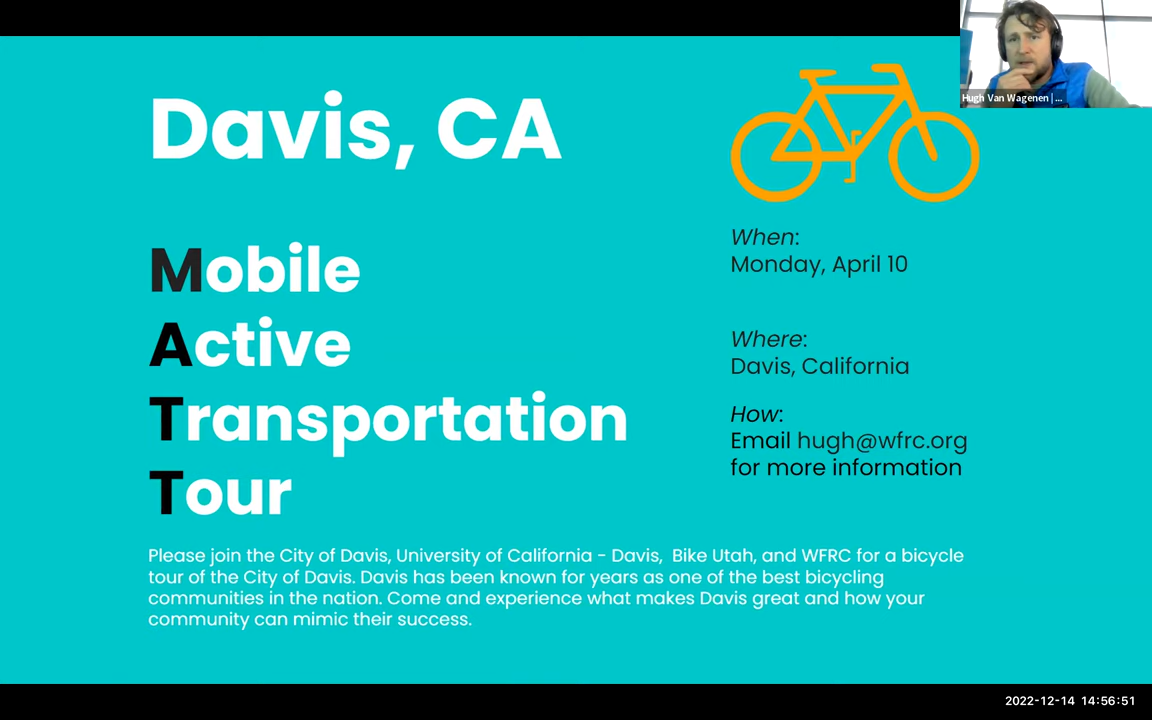 Davis, CA
Mobile
Active
Transportation
Tour
When:
Monday, April 10
Where:
Davis, California
How:
Email hugh@wfrc.org
for more information
Please join the City of Davis, University of California - Davis,  Bike Utah, and WFRC for a bicycle
tour of the City of Davis. Davis has been known for years as one of the best bicycling
communities in the nation. Come and experience what makes Davis great and how your
community can mimic their success.
Hugh Van Wagenen | ...
2022-12-14 14:56:51